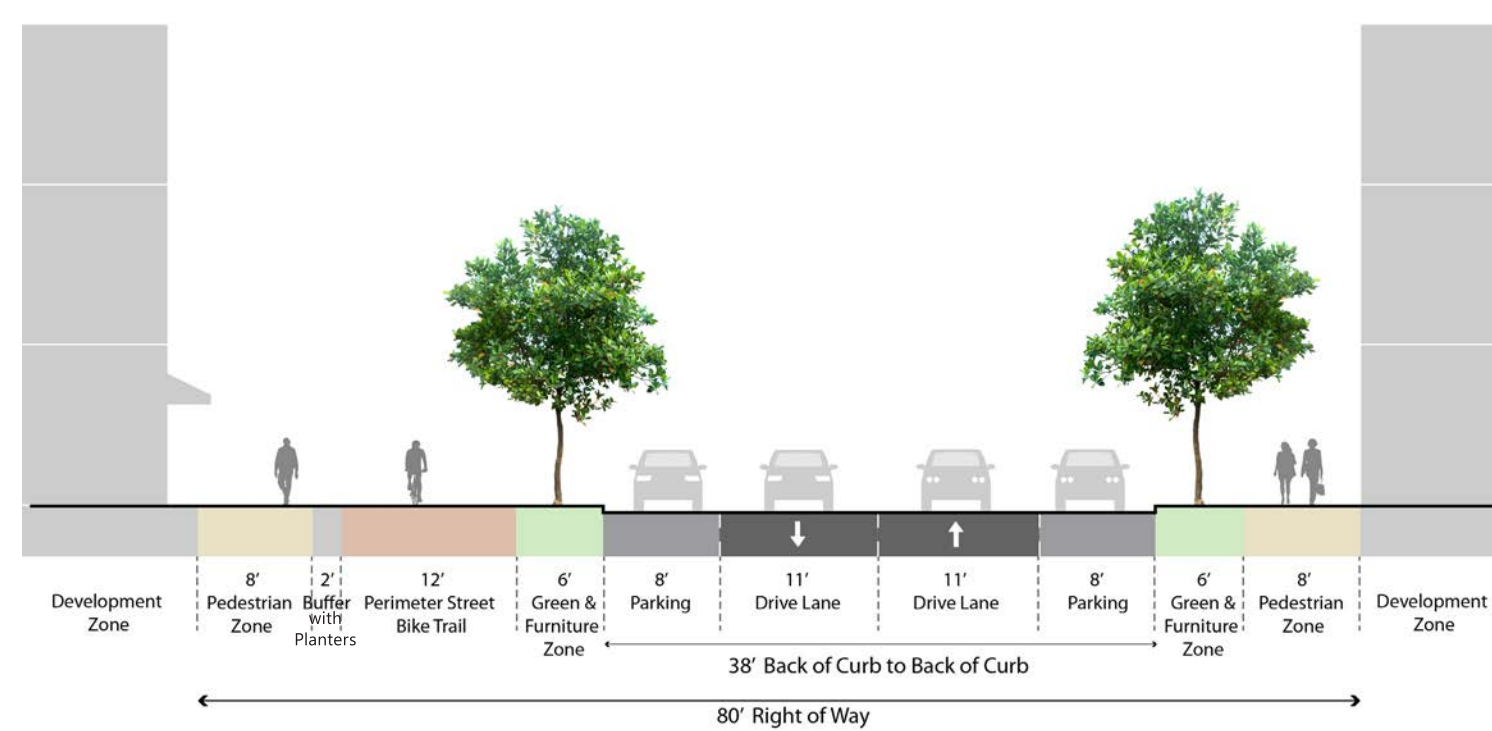 Development
Zone
8’
Pedestrian
Zone
2’
Buffer
with
Planters
12’
Perimeter Street
Bike Trail
6’
Green &
Furniture
Zone
8’
Parking
11’
Drive Lane
11’
Drive Lane
8’
Parking
6’
Green &
Furniture
Zone
8’
Pedestrian
Zone
Development
Zone
38’ Back of Curb to Back of Curb
80’ Right of Way